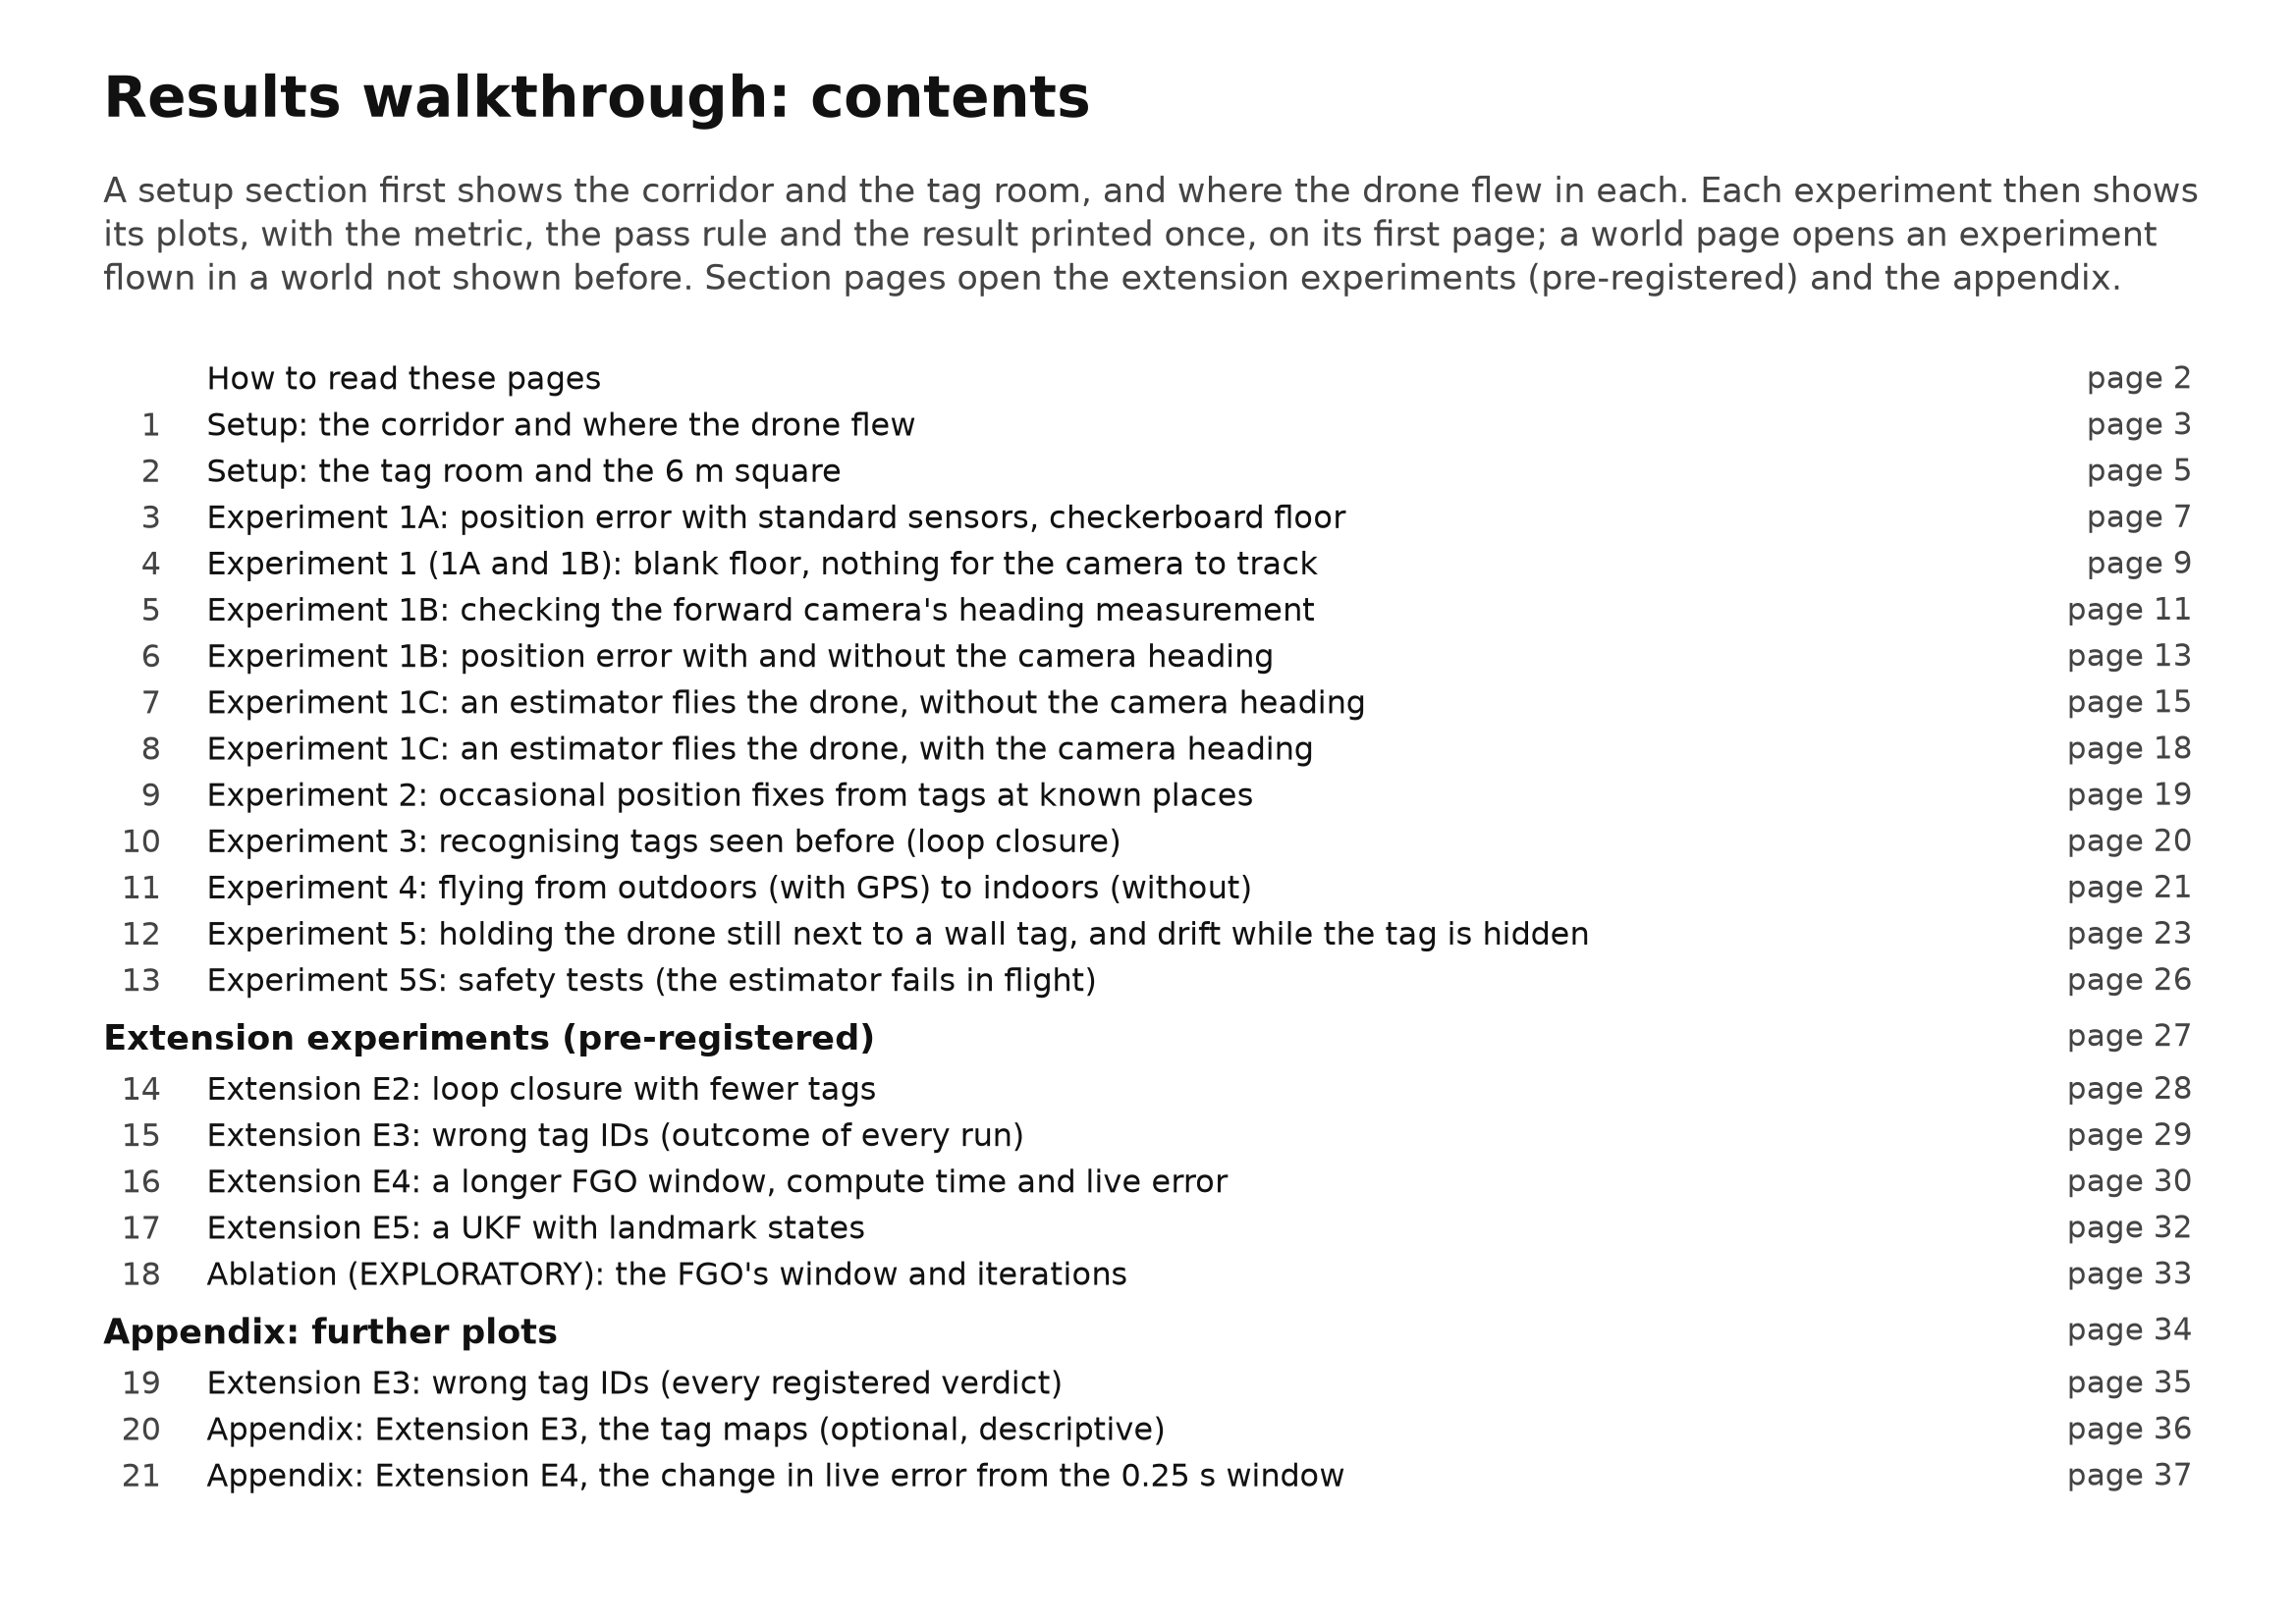 Results walkthrough: contents
A setup section first shows the corridor and the tag room, and where the drone flew in each. Each experiment then shows
its plots, with the metric, the pass rule and the result printed once, on its first page; a world page opens an experiment
flown in a world not shown before. Section pages open the extension experiments (pre-registered) and the appendix.
How to read these pages page 2
1 Setup: the corridor and where the drone flew page 3
2 Setup: the tag room and the 6 m square page 5
3 Experiment 1A: position error with standard sensors, checkerboard floor page 7
4 Experiment 1 (1A and 1B): blank floor, nothing for the camera to track page 9
5 Experiment 1B: checking the forward camera's heading measurement page 11
6 Experiment 1B: position error with and without the camera heading page 13
7 Experiment 1C: an estimator flies the drone, without the camera heading page 15
8 Experiment 1C: an estimator flies the drone, with the camera heading page 18
9 Experiment 2: occasional position fixes from tags at known places page 19
10 Experiment 3: recognising tags seen before (loop closure) page 20
11 Experiment 4: flying from outdoors (with GPS) to indoors (without) page 21
12 Experiment 5: holding the drone still next to a wall tag, and drift while the tag is hidden page 23
13 Experiment 5S: safety tests (the estimator fails in flight) page 26
Extension experiments (pre-registered) page 27
14 Extension E2: loop closure with fewer tags page 28
15 Extension E3: wrong tag IDs (outcome of every run) page 29
16 Extension E4: a longer FGO window, compute time and live error page 30
17 Extension E5: a UKF with landmark states page 32
18 Ablation (EXPLORATORY): the FGO's window and iterations page 33
Appendix: further plots page 34
19 Extension E3: wrong tag IDs (every registered verdict) page 35
20 Appendix: Extension E3, the tag maps (optional, descriptive) page 36
21 Appendix: Extension E4, the change in live error from the 0.25 s window page 37